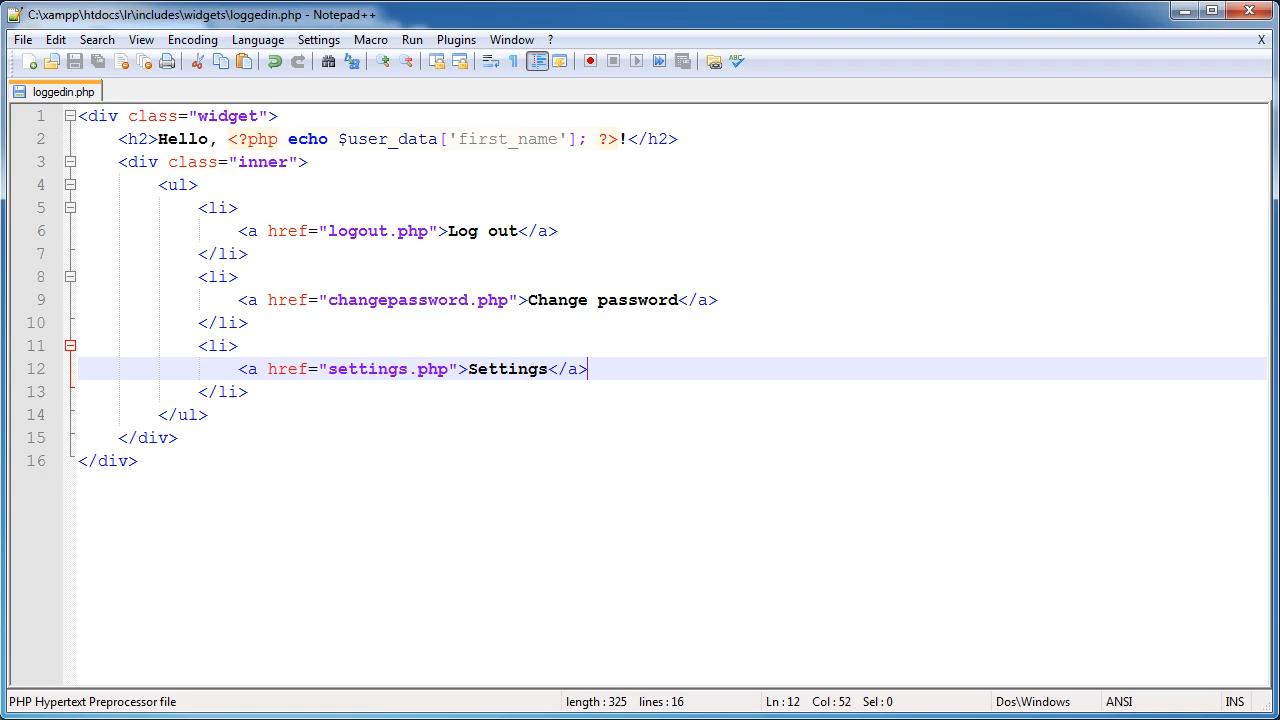 C:\xampp\htdocs\lr\includes\widgets\loggedin.php - Notepad++
File Edit Search View Encoding Language Settings Macro Run Plugins Window ? X
loggedin.php
1 <div class="widget">
2 <h2>Hello, <?php echo $user_data['first_name']; ?>!</h2>
3 <div class="inner">
4 <ul>
5 <li>
6 <a href="logout.php">Log out</a>
7 </li>
8 <li>
9 <a href="changepassword.php">Change password</a>
10 </li>
11 <li>
12 <a href="settings.php">Settings</a>
13 </li>
14 </ul>
15 </div>
16 </div>
PHP Hypertext Preprocessor file length : 325 lines : 16 Ln : 12 Col : 52 Sel : 0 Dos\Windows ANSI INS